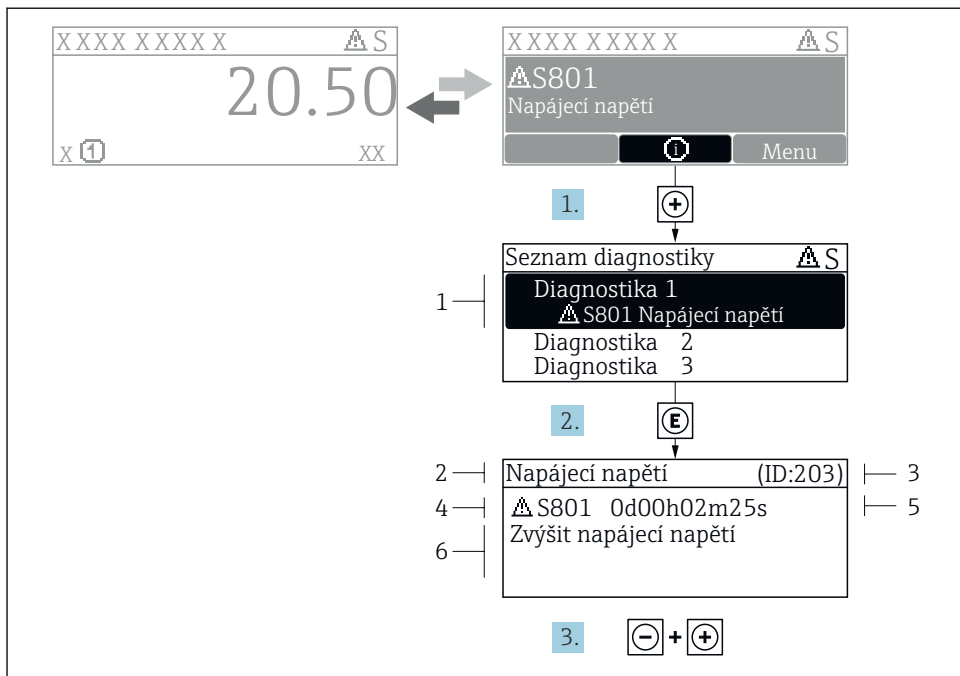 XXXX XXXXX ⚠S
20.50
X ① XX
XXXX XXXXX ⚠S
⚠S801
Napájecí napětí
ⓘ Menu
1. +
Seznam diagnostiky ⚠S
1
Diagnostika 1
⚠S801 Napájecí napětí
Diagnostika 2
Diagnostika 3
2. E
2 Napájecí napětí (ID:203) 3
4 ⚠S801 0d00h02m25s 5
6 Zvýšit napájecí napětí
3. - + +